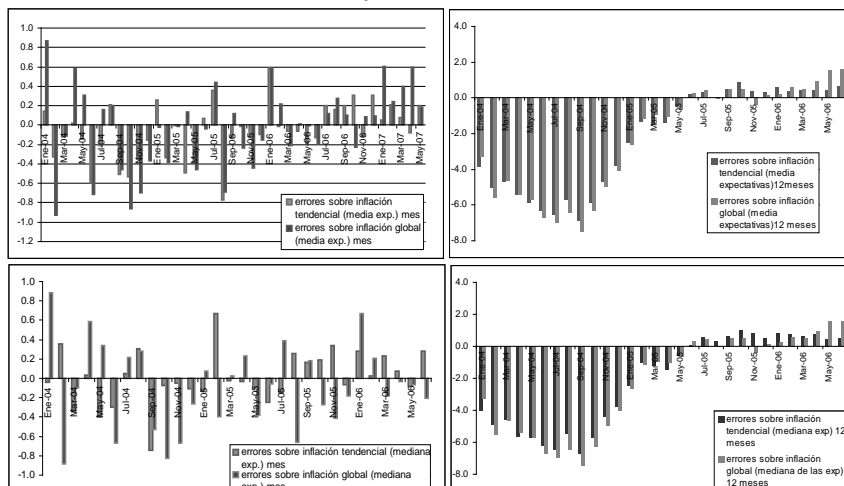 1.0
0.8
0.6
0.4
0.2
0.0
-0.2
-0.4
-0.6
-0.8
-1.0
-1.2
Ene-04
Mar-04
May-04
Jul-04
Sep-04
Nov-04
Ene-05
Mar-05
May-05
Jul-05
Sep-05
Nov-05
Ene-06
Mar-06
May-06
Jul-06
Sep-06
Nov-06
Ene-07
Mar-07
May-07
errores sobre inflación
tendencial (media exp.) mes
errores sobre inflación global
(media exp.) mes
4.0
2.0
0.0
-2.0
-4.0
-6.0
-8.0
Ene-04
Mar-04
May-04
Jul-04
Sep-04
Nov-04
Ene-05
Mar-05
May-05
Jul-05
Sep-05
Nov-05
Ene-06
Mar-06
May-06
errores sobre inflación
tendencial (media
expectativas)12meses
errores sobre inflación
global (media
expectativas)12 meses
1.0
0.8
0.6
0.4
0.2
0.0
-0.2
-0.4
-0.6
-0.8
-1.0
Ene-04
Mar-04
May-04
Jul-04
Sep-04
Nov-04
Ene-05
Mar-05
May-05
Jul-05
Sep-05
Nov-05
Ene-06
Mar-06
May-06
errores sobre inflación tendencial (mediana
exp.) mes
errores sobre inflación global (mediana
exp.) mes
4.0
2.0
0.0
-2.0
-4.0
-6.0
-8.0
Ene-04
Mar-04
May-04
Jul-04
Sep-04
Nov-04
Ene-05
Mar-05
May-05
Jul-05
Sep-05
Nov-05
Ene-06
Mar-06
May-06
errores sobre inflación
tendencial (mediana exp) 12
meses
errores sobre inflación
global (mediana de las exp)
12 meses